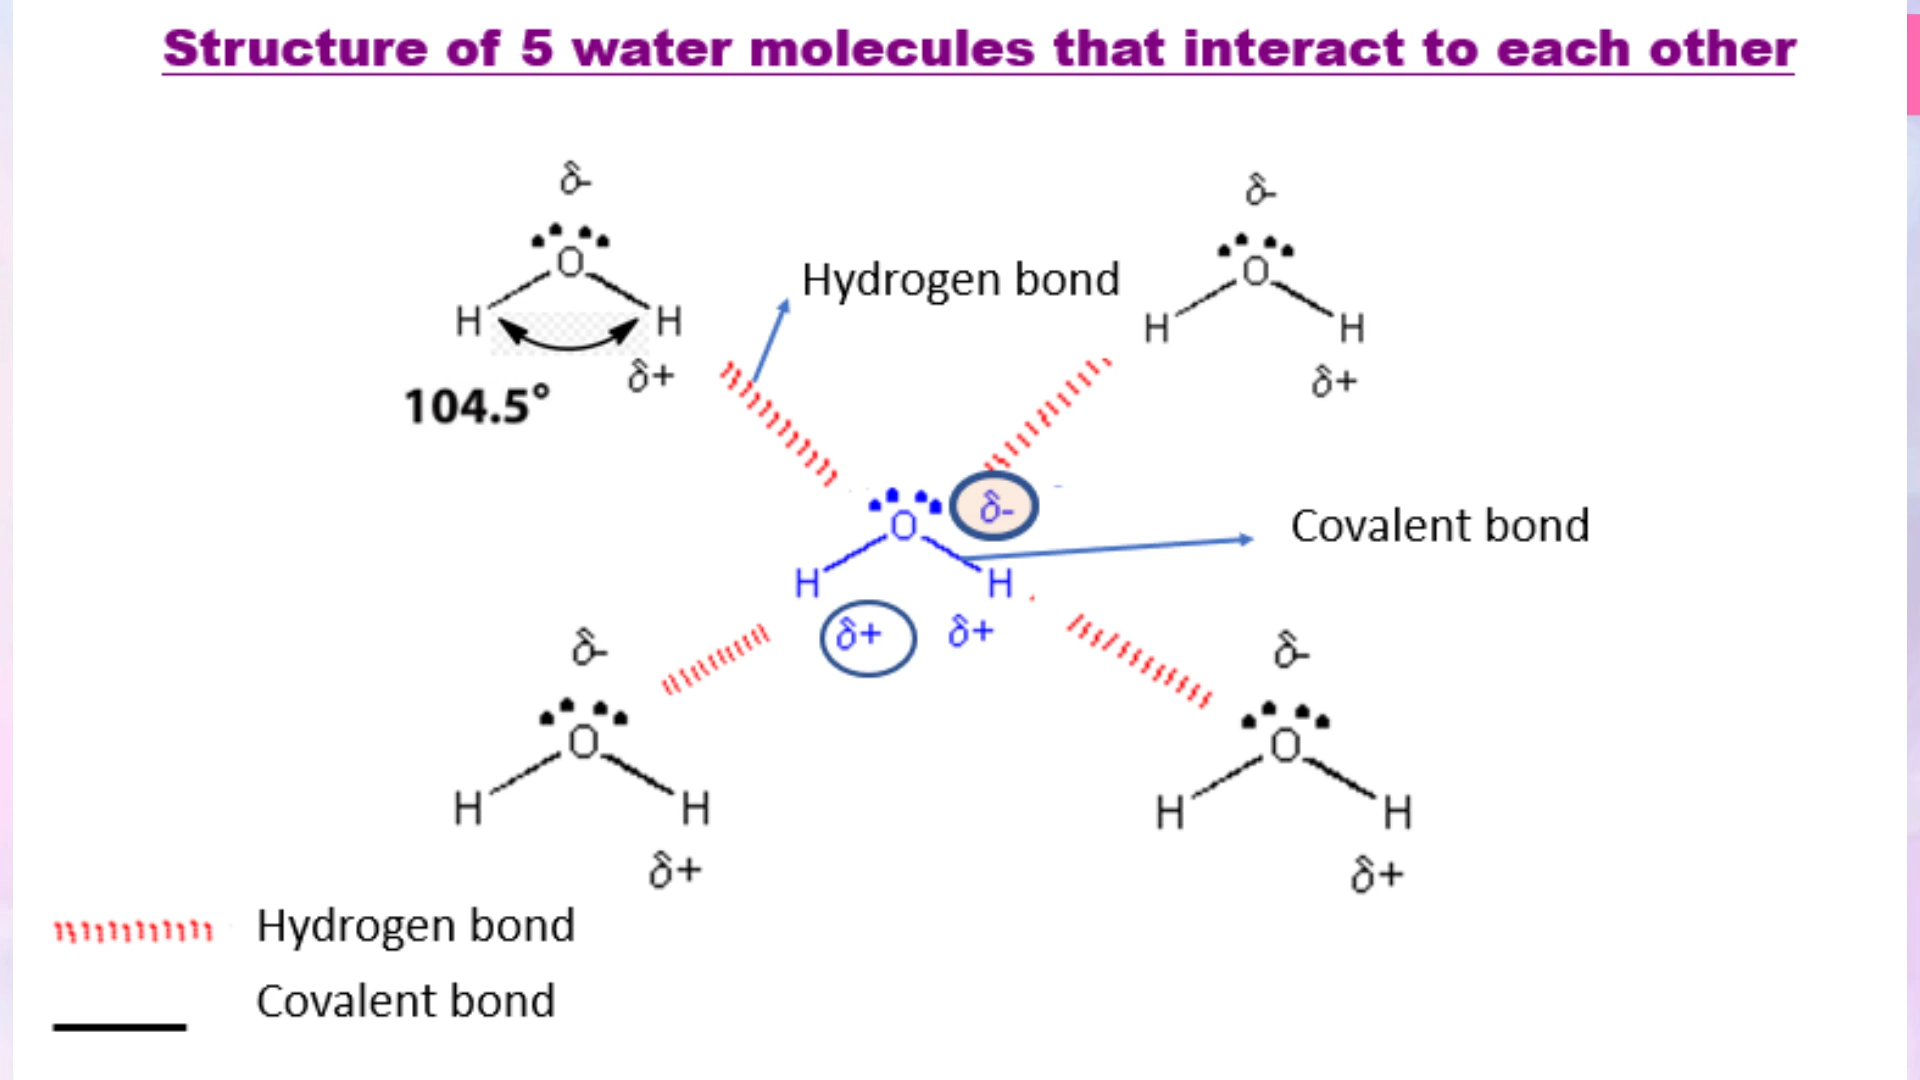 Structure of 5 water molecules that interact to each other
δ-
O
H H
δ+
104.5°
Hydrogen bond
δ-
O
H H
δ+
O δ-
H H
δ+ δ+
Covalent bond
δ-
O
H H
δ+
δ-
O
H H
δ+
Hydrogen bond
Covalent bond